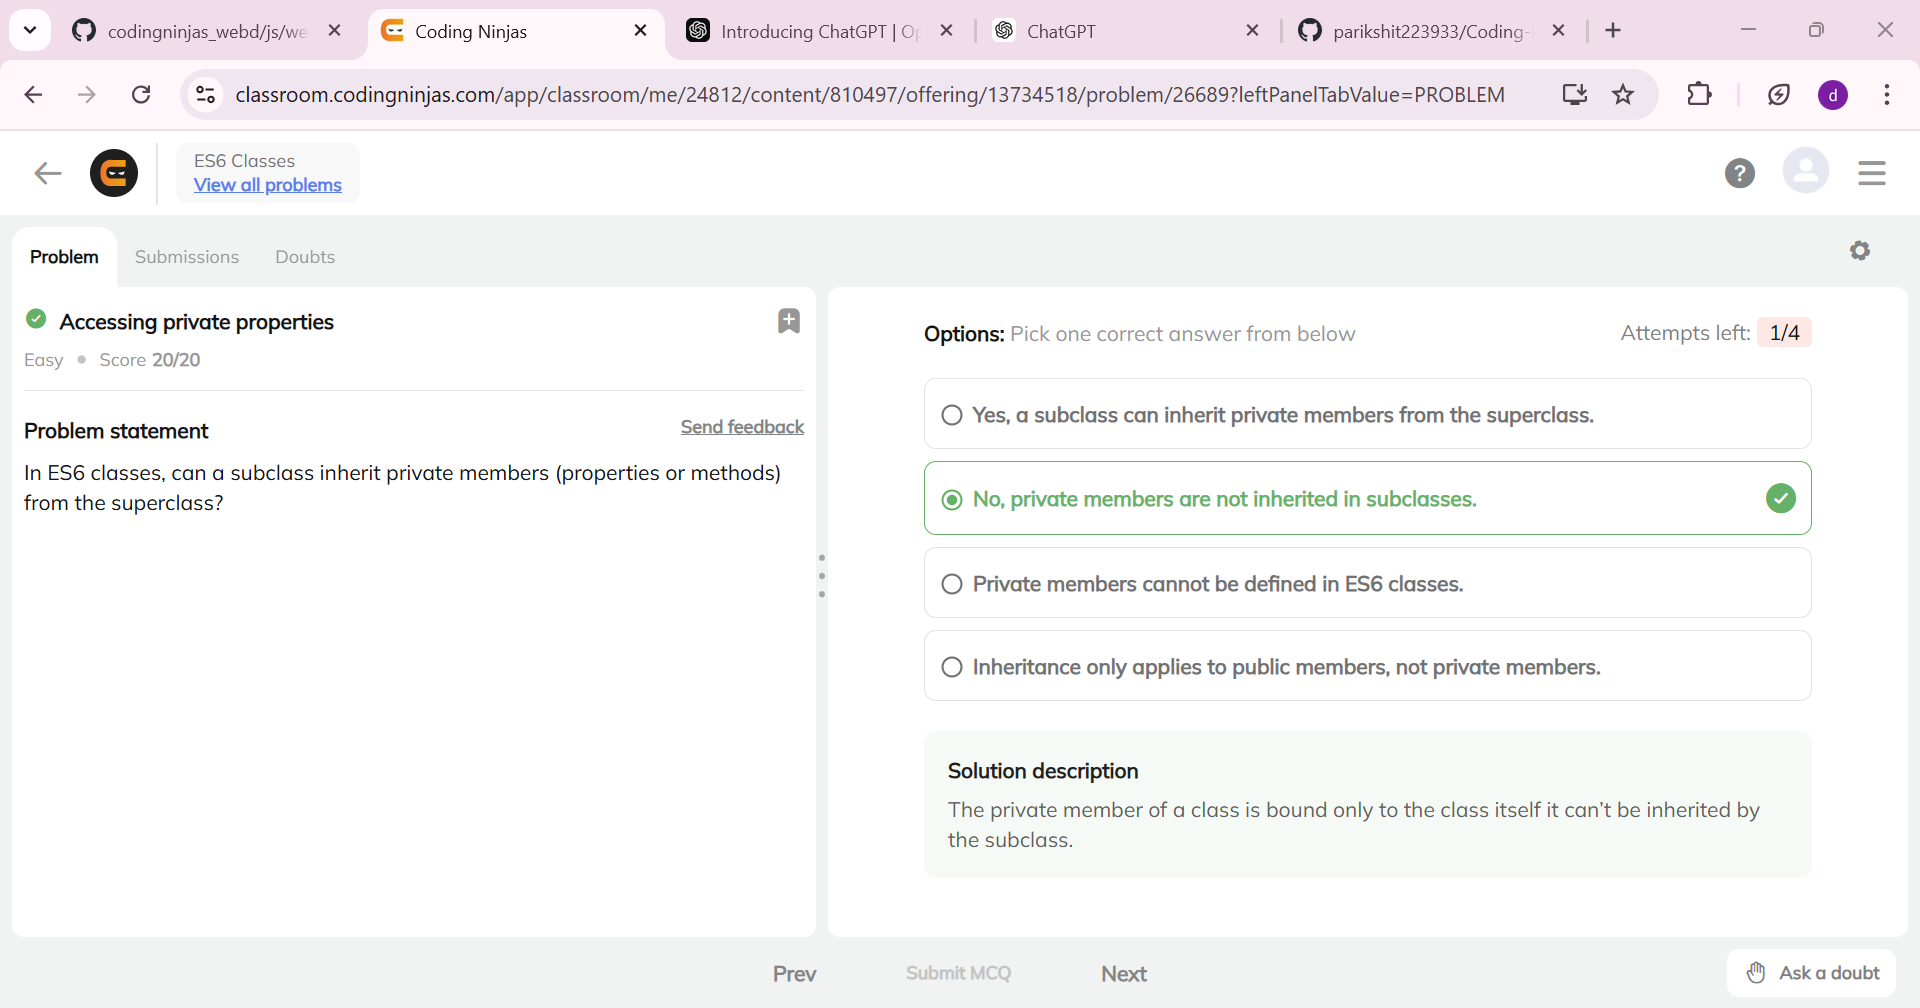 codingninjas_webd/js/we
Coding Ninjas
Introducing ChatGPT | Op
ChatGPT
parikshit223933/Coding-
classroom.codingninjas.com/app/classroom/me/24812/content/810497/offering/13734518/problem/26689?leftPanelTabValue=PROBLEM
d
ES6 Classes
View all problems
?
Problem
Submissions
Doubts
Accessing private properties
Easy • Score 20/20
Problem statement
Send feedback
In ES6 classes, can a subclass inherit private members (properties or methods)
from the superclass?
Options: Pick one correct answer from below
Attempts left: 1/4
Yes, a subclass can inherit private members from the superclass.
No, private members are not inherited in subclasses.
Private members cannot be defined in ES6 classes.
Inheritance only applies to public members, not private members.
Solution description
The private member of a class is bound only to the class itself it can’t be inherited by
the subclass.
Prev
Submit MCQ
Next
Ask a doubt